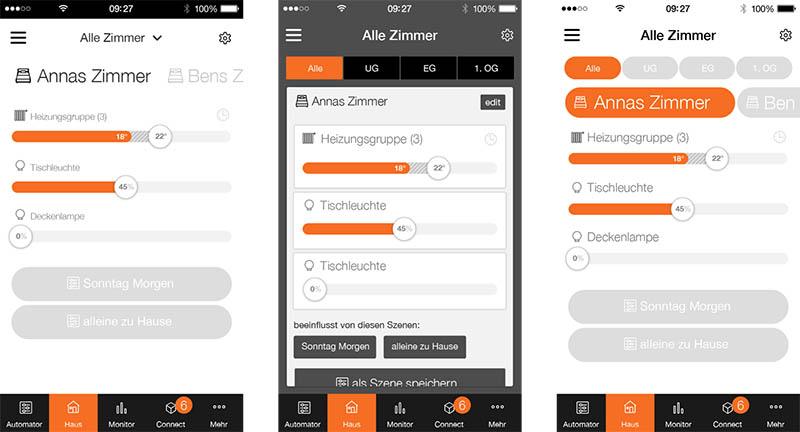 09:27 100%
Alle Zimmer
Annas Zimmer Bens Z
Heizungsgruppe (3)
18° 22°
Tischleuchte
45%
Deckenlampe
0%
Sonntag Morgen
alleine zu Hause
Automator Haus Monitor Connect 6 Mehr
09:27 100%
Alle Zimmer
Alle UG EG 1. OG
Annas Zimmer edit
Heizungsgruppe (3)
18° 22°
Tischleuchte
45%
Tischleuchte
0%
beeinflusst von diesen Szenen:
Sonntag Morgen alleine zu Hause
als Szene speichern
Automator Haus Monitor Connect 6 Mehr
09:27 100%
Alle Zimmer
Alle UG EG 1. OG
Annas Zimmer Ben
Heizungsgruppe (3)
18° 22°
Tischleuchte
45%
Deckenlampe
0%
Sonntag Morgen
alleine zu Hause
Automator Haus Monitor Connect 6 Mehr